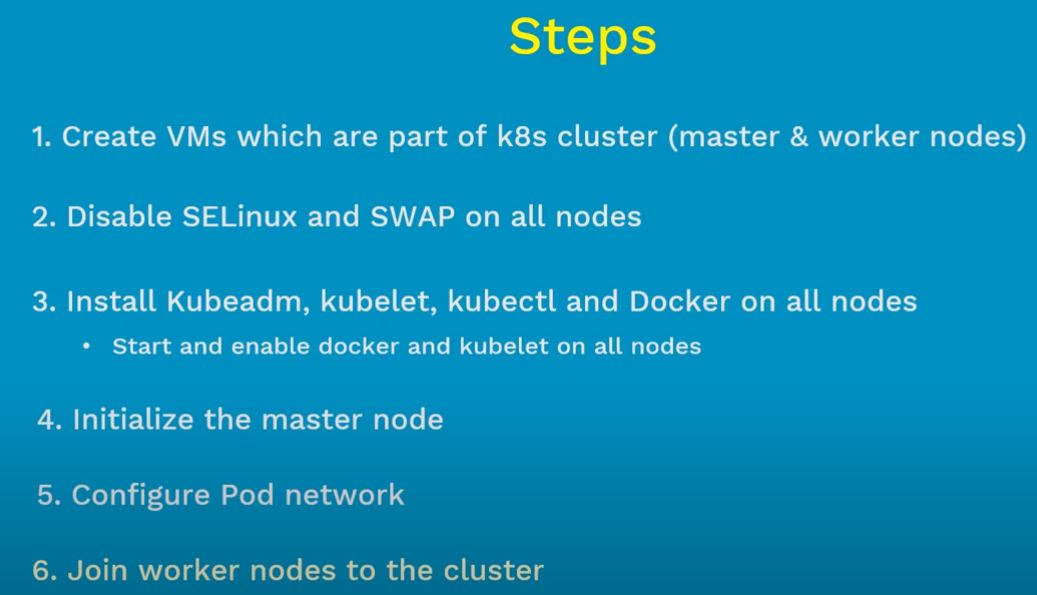 Steps
1. Create VMs which are part of k8s cluster (master & worker nodes)
2. Disable SELinux and SWAP on all nodes
3. Install Kubeadm, kubelet, kubectl and Docker on all nodes
• Start and enable docker and kubelet on all nodes
4. Initialize the master node
5. Configure Pod network
6. Join worker nodes to the cluster